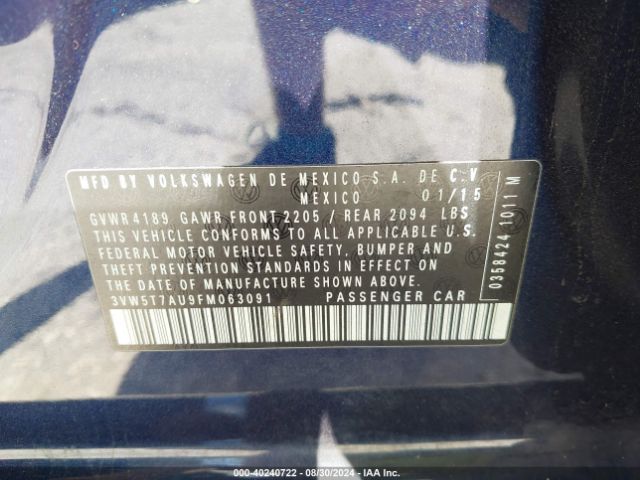 MFD BY VOLKSWAGEN DE MEXICO S.A. DE C.V.
MEXICO 01/15
GVWR 4189 GAWR FRONT 2205 / REAR 2094 LBS
THIS VEHICLE CONFORMS TO ALL APPLICABLE U.S.
FEDERAL MOTOR VEHICLE SAFETY, BUMPER AND
THEFT PREVENTION STANDARDS IN EFFECT ON
THE DATE OF MANUFACTURE SHOWN ABOVE.
3VW5T7AU9FM063091 PASSENGER CAR
0358424 1011 M
000-40240722 - 08/30/2024 - IAA Inc.